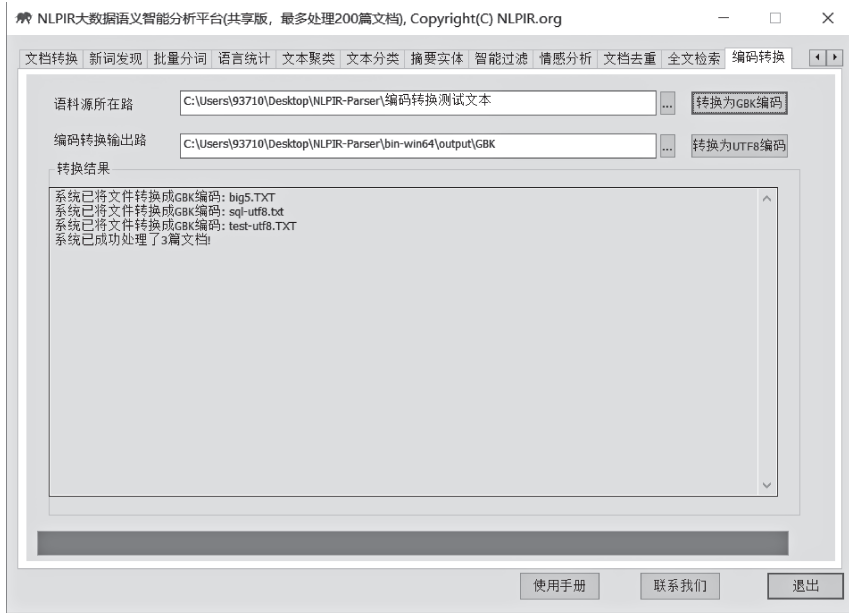 NLPIR大数据语义智能分析平台(共享版，最多处理200篇文档), Copyright(C) NLPIR.org
文档转换 新词发现 批量分词 语言统计 文本聚类 文本分类 摘要实体 智能过滤 情感分析 文档去重 全文检索 编码转换
语料源所在路 C:\Users\93710\Desktop\NLPIR-Parser\编码转换测试文本 ... 转换为GBK编码
编码转换输出路 C:\Users\93710\Desktop\NLPIR-Parser\bin-win64\output\GBK ... 转换为UTF8编码
转换结果
系统已将文件转换成GBK编码: big5.TXT
系统已将文件转换成GBK编码: sql-utf8.txt
系统已将文件转换成GBK编码: test-utf8.TXT
系统已成功处理了3篇文档!
使用手册 联系我们 退出